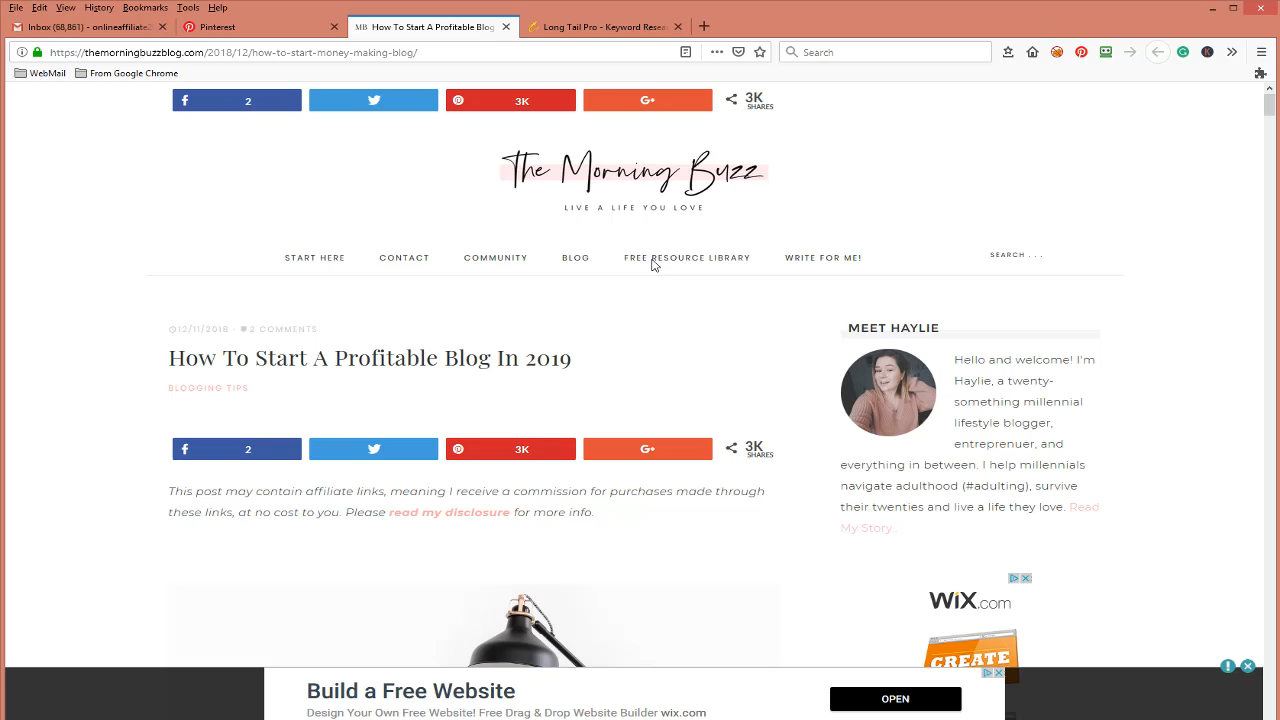 File Edit View History Bookmarks Tools Help
Inbox (68,861) - onlineaffiliate2
Pinterest
MB How To Start A Profitable Blog
Long Tail Pro - Keyword Resea
https://themorningbuzzblog.com/2018/12/how-to-start-money-making-blog/
Search
WebMail
From Google Chrome
2
3K
G+
3K
SHARES
The Morning Buzz
LIVE A LIFE YOU LOVE
START HERE CONTACT COMMUNITY BLOG FREE RESOURCE LIBRARY WRITE FOR ME!
SEARCH ...
12/11/2018 · 2 COMMENTS
How To Start A Profitable Blog In 2019
BLOGGING TIPS
2
3K
G+
3K
SHARES
This post may contain affiliate links, meaning I receive a commission for purchases made through
these links, at no cost to you. Please read my disclosure for more info.
MEET HAYLIE
Hello and welcome! I'm
Haylie, a twenty-
something millennial
lifestyle blogger,
entreprenuer, and
everything in between. I help millennials
navigate adulthood (#adulting), survive
their twenties and live a life they love. Read
My Story..
WiX.com
CREATE
Build a Free Website
Design Your Own Free Website! Free Drag & Drop Website Builder wix.com
OPEN